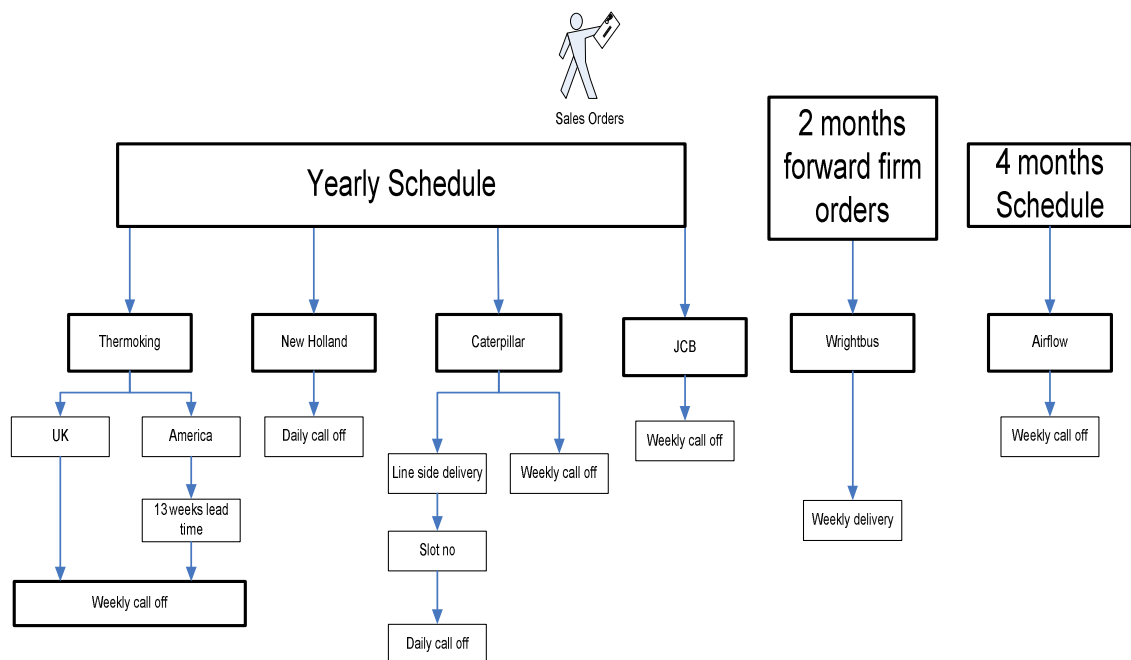 Sales Orders
Yearly Schedule
2 months
forward firm
orders
4 months
Schedule
Thermoking
New Holland
Caterpillar
JCB
Wrightbus
Airflow
UK
America
Daily call off
Line side delivery
Weekly call off
Weekly call off
Weekly call off
13 weeks lead
time
Slot no
Weekly delivery
Weekly call off
Daily call off